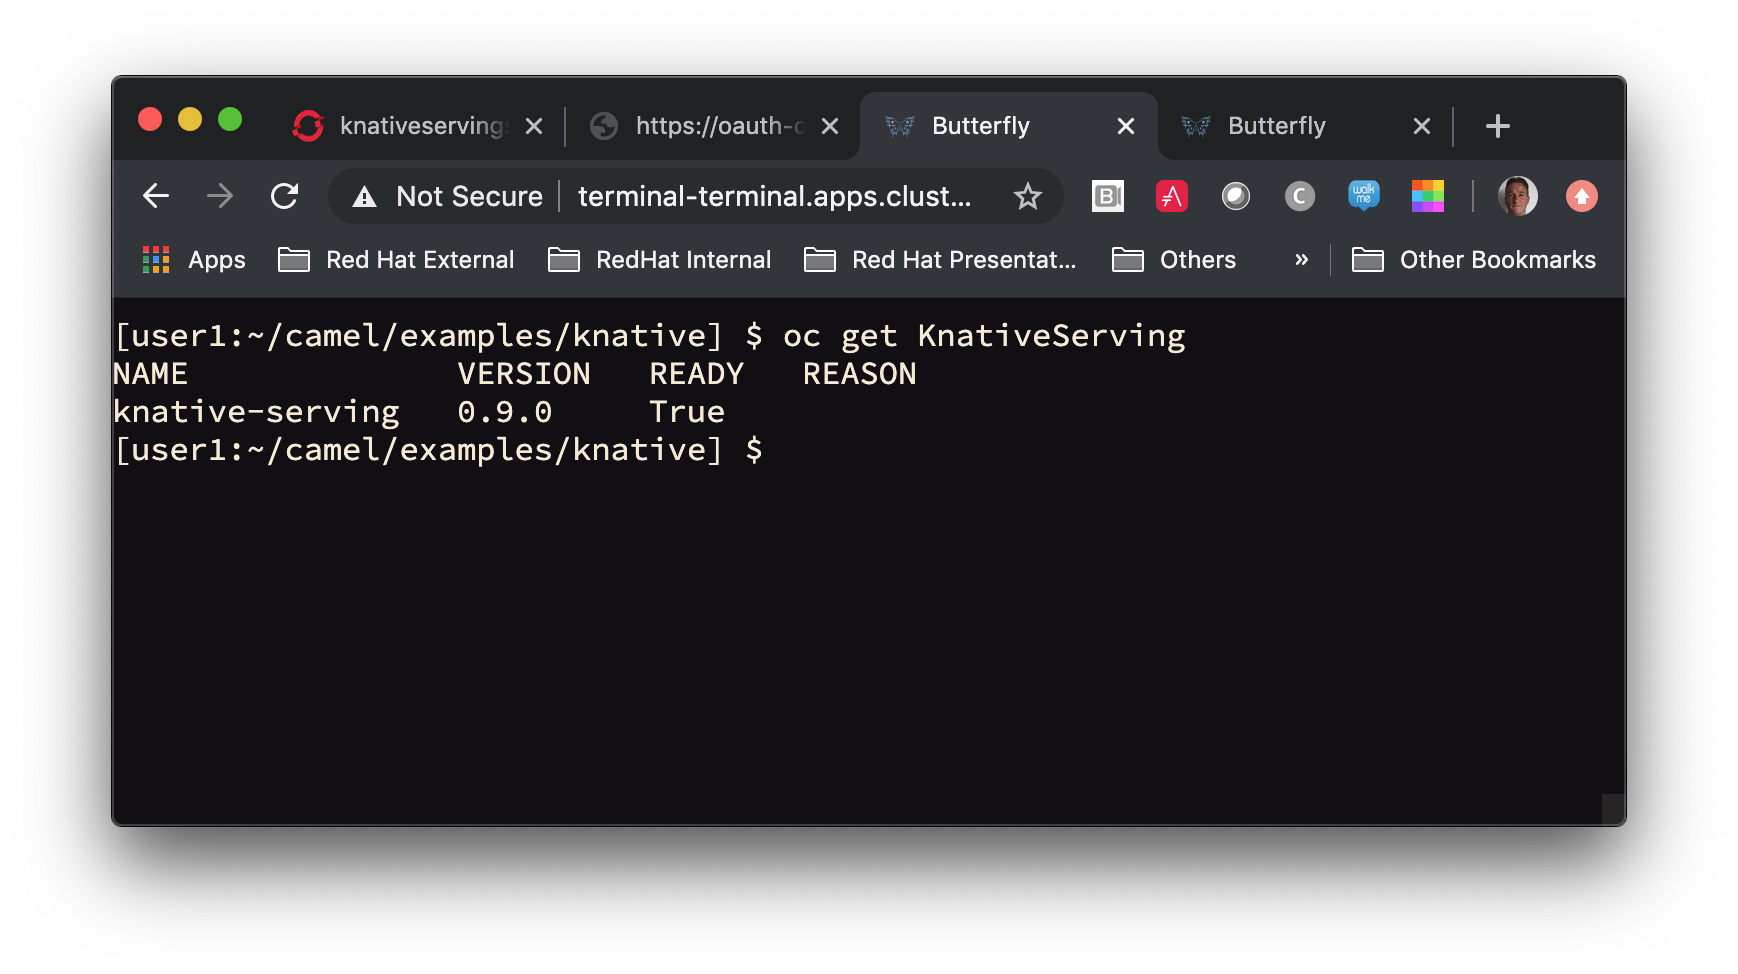 knativeserving
https://oauth-o
Butterfly
Butterfly
Not Secure
terminal-terminal.apps.clust...
B
C
walk
me
Apps
Red Hat External
RedHat Internal
Red Hat Presentat...
Others
»
Other Bookmarks
[user1:~/camel/examples/knative] $ oc get KnativeServing
NAME VERSION READY REASON
knative-serving 0.9.0 True
[user1:~/camel/examples/knative] $